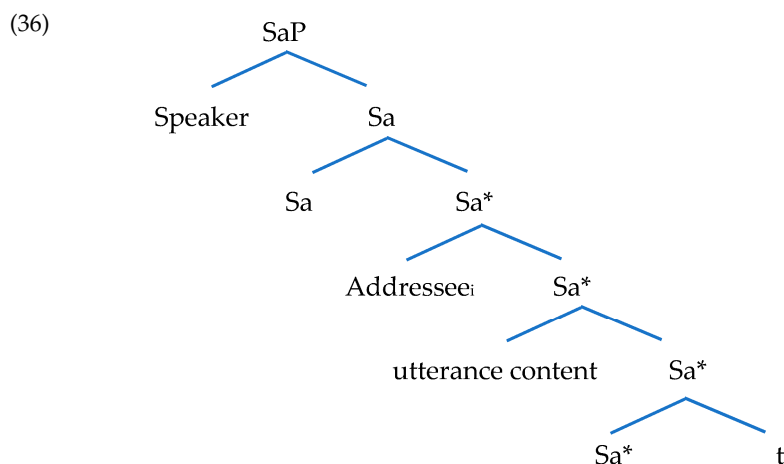 (36)
SaP
Speaker Sa
Sa Sa*
Addresseei Sa*
utterance content Sa*
Sa* t